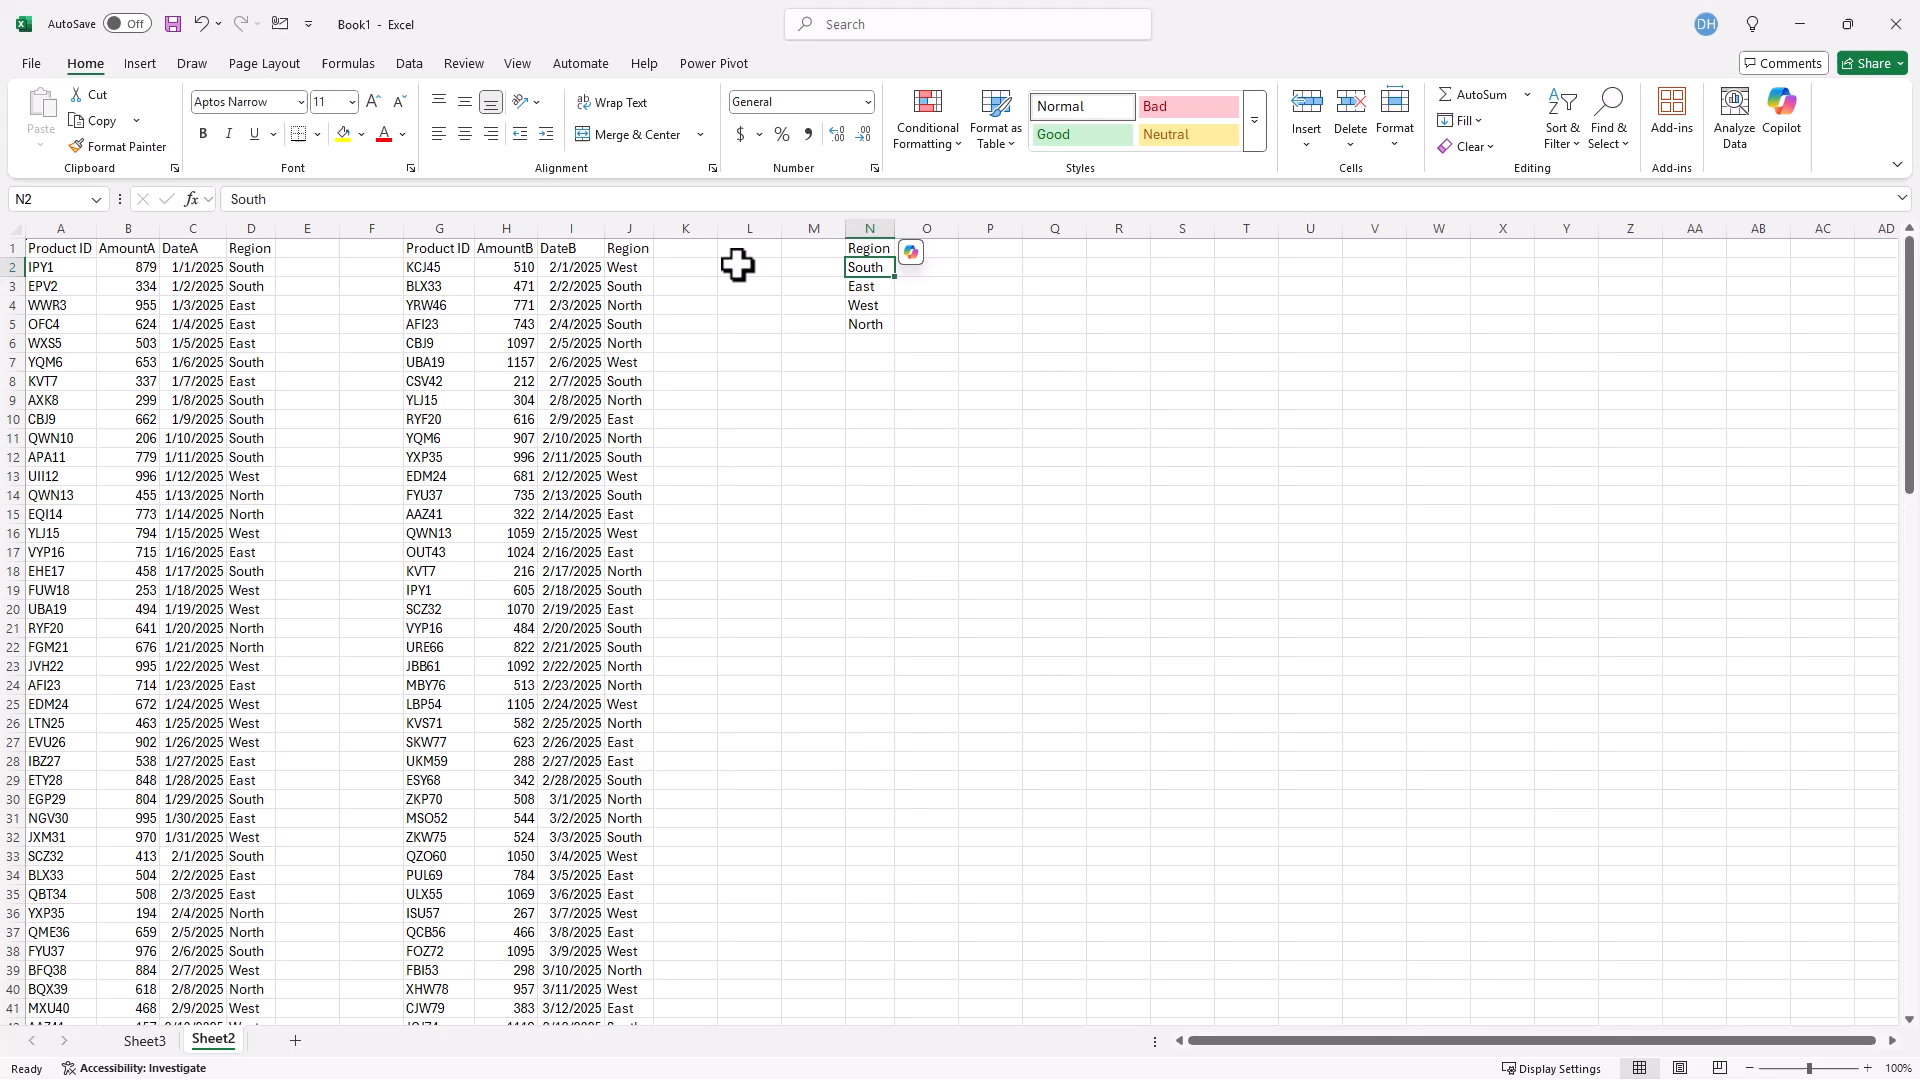 AutoSave Off Book1 - Excel Search DH
File Home Insert Draw Page Layout Formulas Data Review View Automate Help Power Pivot Comments Share
Paste Cut Copy Format Painter Clipboard
Aptos Narrow 11 B I U A Font
Wrap Text Merge & Center Alignment
General $ % Number
Conditional Formatting Format as Table Normal Bad Good Neutral Styles
Insert Delete Format Cells
AutoSum Fill Clear Sort & Filter Find & Select Editing
Add-ins Add-ins
Analyze Data Copilot
N2 fx South
A B C D E F G H I J K L M N O P Q R S T U V W X Y Z AA AB AC AD
1 Product ID AmountA DateA Region Product ID AmountB DateB Region Region
2 IPY1 879 1/1/2025 South KCJ45 510 2/1/2025 West South
3 EPV2 334 1/2/2025 South BLX33 471 2/2/2025 South East
4 WWR3 955 1/3/2025 East YRW46 771 2/3/2025 North West
5 OFC4 624 1/4/2025 East AFI23 743 2/4/2025 South North
6 WXS5 503 1/5/2025 East CBJ9 1097 2/5/2025 North
7 YQM6 653 1/6/2025 South UBA19 1157 2/6/2025 West
8 KVT7 337 1/7/2025 East CSV42 212 2/7/2025 South
9 AXK8 299 1/8/2025 South YLJ15 304 2/8/2025 North
10 CBJ9 662 1/9/2025 South RYF20 616 2/9/2025 East
11 QWN10 206 1/10/2025 South YQM6 907 2/10/2025 North
12 APA11 779 1/11/2025 South YXP35 996 2/11/2025 South
13 UII12 996 1/12/2025 West EDM24 681 2/12/2025 West
14 QWN13 455 1/13/2025 North FYU37 735 2/13/2025 South
15 EQI14 773 1/14/2025 North AAZ41 322 2/14/2025 East
16 YLJ15 794 1/15/2025 West QWN13 1059 2/15/2025 West
17 VYP16 715 1/16/2025 East OUT43 1024 2/16/2025 East
18 EHE17 458 1/17/2025 South KVT7 216 2/17/2025 North
19 FUW18 253 1/18/2025 West IPY1 605 2/18/2025 South
20 UBA19 494 1/19/2025 West SCZ32 1070 2/19/2025 East
21 RYF20 641 1/20/2025 North VYP16 484 2/20/2025 South
22 FGM21 676 1/21/2025 North URE66 822 2/21/2025 South
23 JVH22 995 1/22/2025 West JBB61 1092 2/22/2025 North
24 AFI23 714 1/23/2025 East MBY76 513 2/23/2025 North
25 EDM24 672 1/24/2025 West LBP54 1105 2/24/2025 West
26 LTN25 463 1/25/2025 West KVS71 582 2/25/2025 North
27 EVU26 902 1/26/2025 West SKW77 623 2/26/2025 East
28 IBZ27 538 1/27/2025 East UKM59 288 2/27/2025 East
29 ETY28 848 1/28/2025 East ESY68 342 2/28/2025 South
30 EGP29 804 1/29/2025 South ZKP70 508 3/1/2025 North
31 NGV30 995 1/30/2025 East MSO52 544 3/2/2025 North
32 JXM31 970 1/31/2025 West ZKW75 524 3/3/2025 South
33 SCZ32 413 2/1/2025 South QZO60 1050 3/4/2025 West
34 BLX33 504 2/2/2025 East PUL69 784 3/5/2025 East
35 QBT34 508 2/3/2025 East ULX55 1069 3/6/2025 East
36 YXP35 194 2/4/2025 North ISU57 267 3/7/2025 West
37 QME36 659 2/5/2025 North QCB56 466 3/8/2025 East
38 FYU37 976 2/6/2025 South FOZ72 1095 3/9/2025 West
39 BFQ38 884 2/7/2025 West FBI53 298 3/10/2025 North
40 BQX39 618 2/8/2025 North XHW78 957 3/11/2025 West
41 MXU40 468 2/9/2025 West CJW79 383 3/12/2025 East
Sheet3 Sheet2
Ready Accessibility: Investigate Display Settings 100%